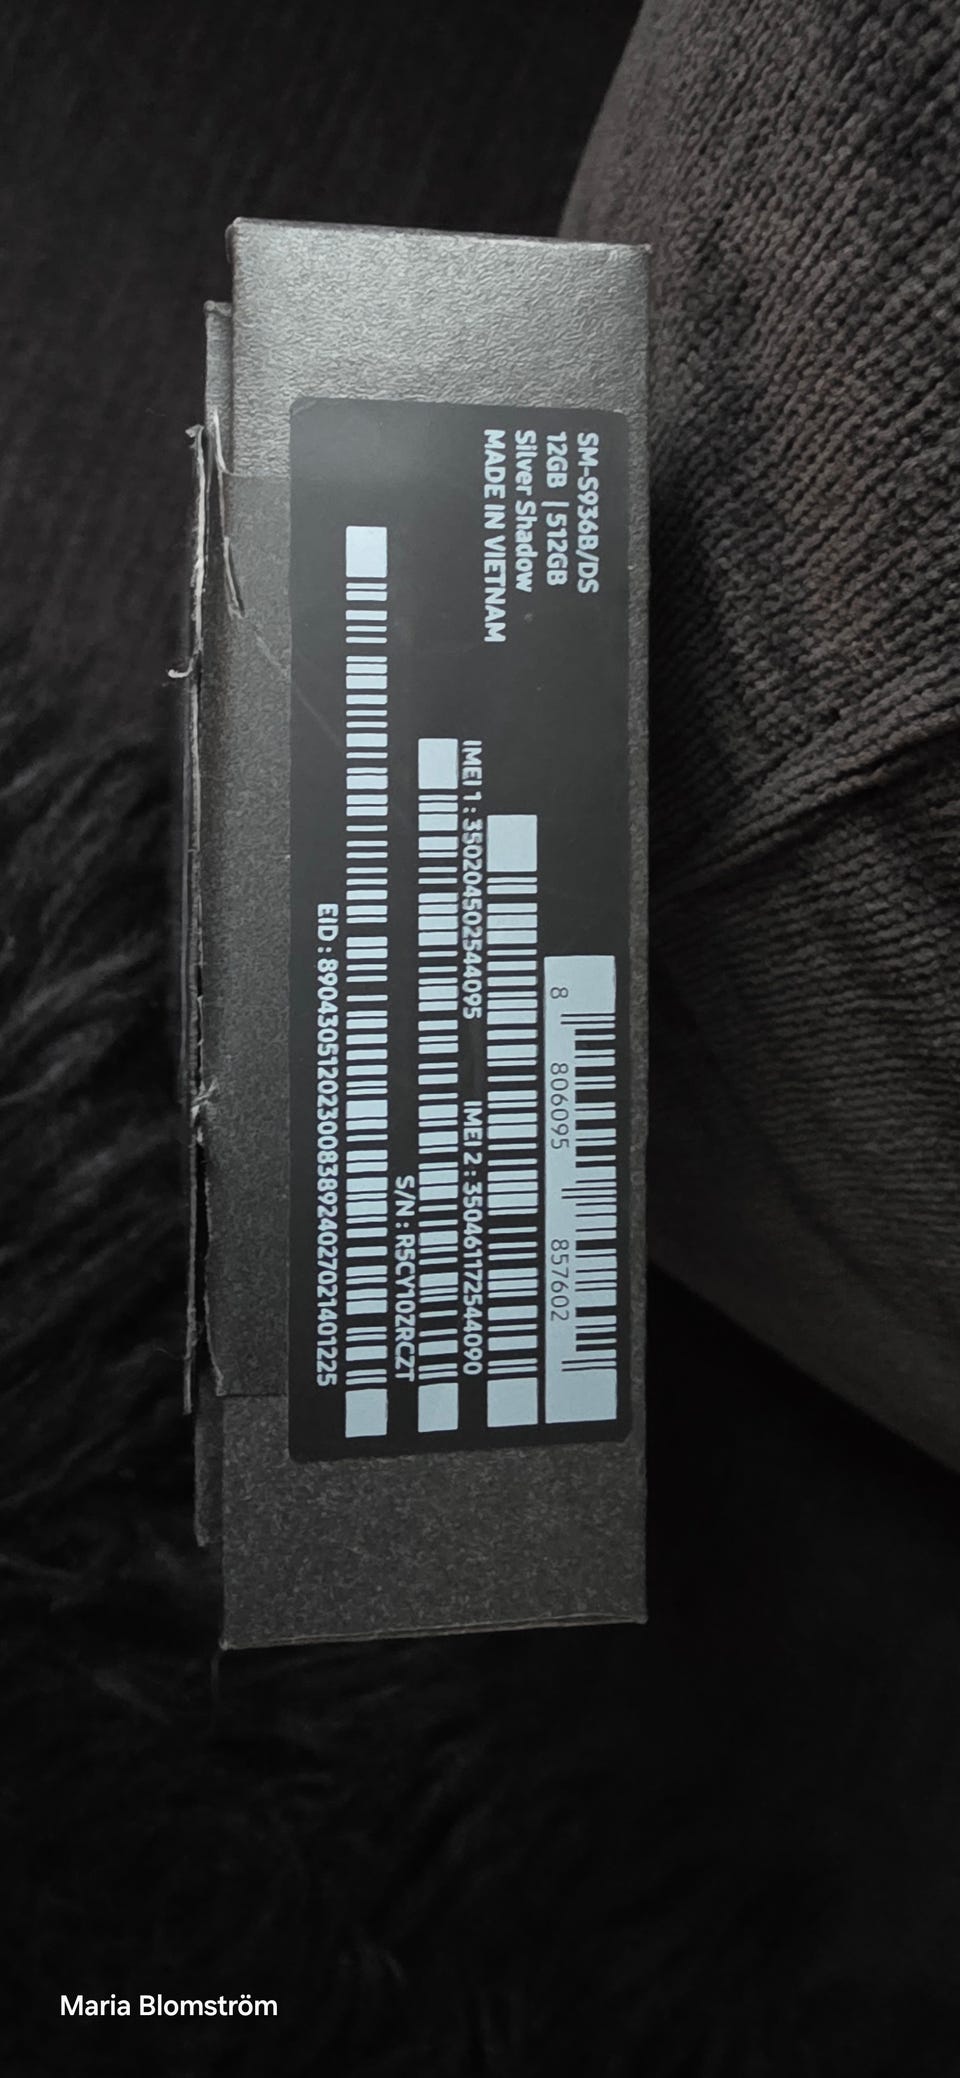 SM-S936B/DS
12GB | 512GB
Silver Shadow
MADE IN VIETNAM
8 806095 857602
IMEI 1 : 350204502544095 IMEI 2 : 350461172544090
S/N : R5CY10ZRCZT
EID : 89043051202300838924027021401225
Maria Blomström